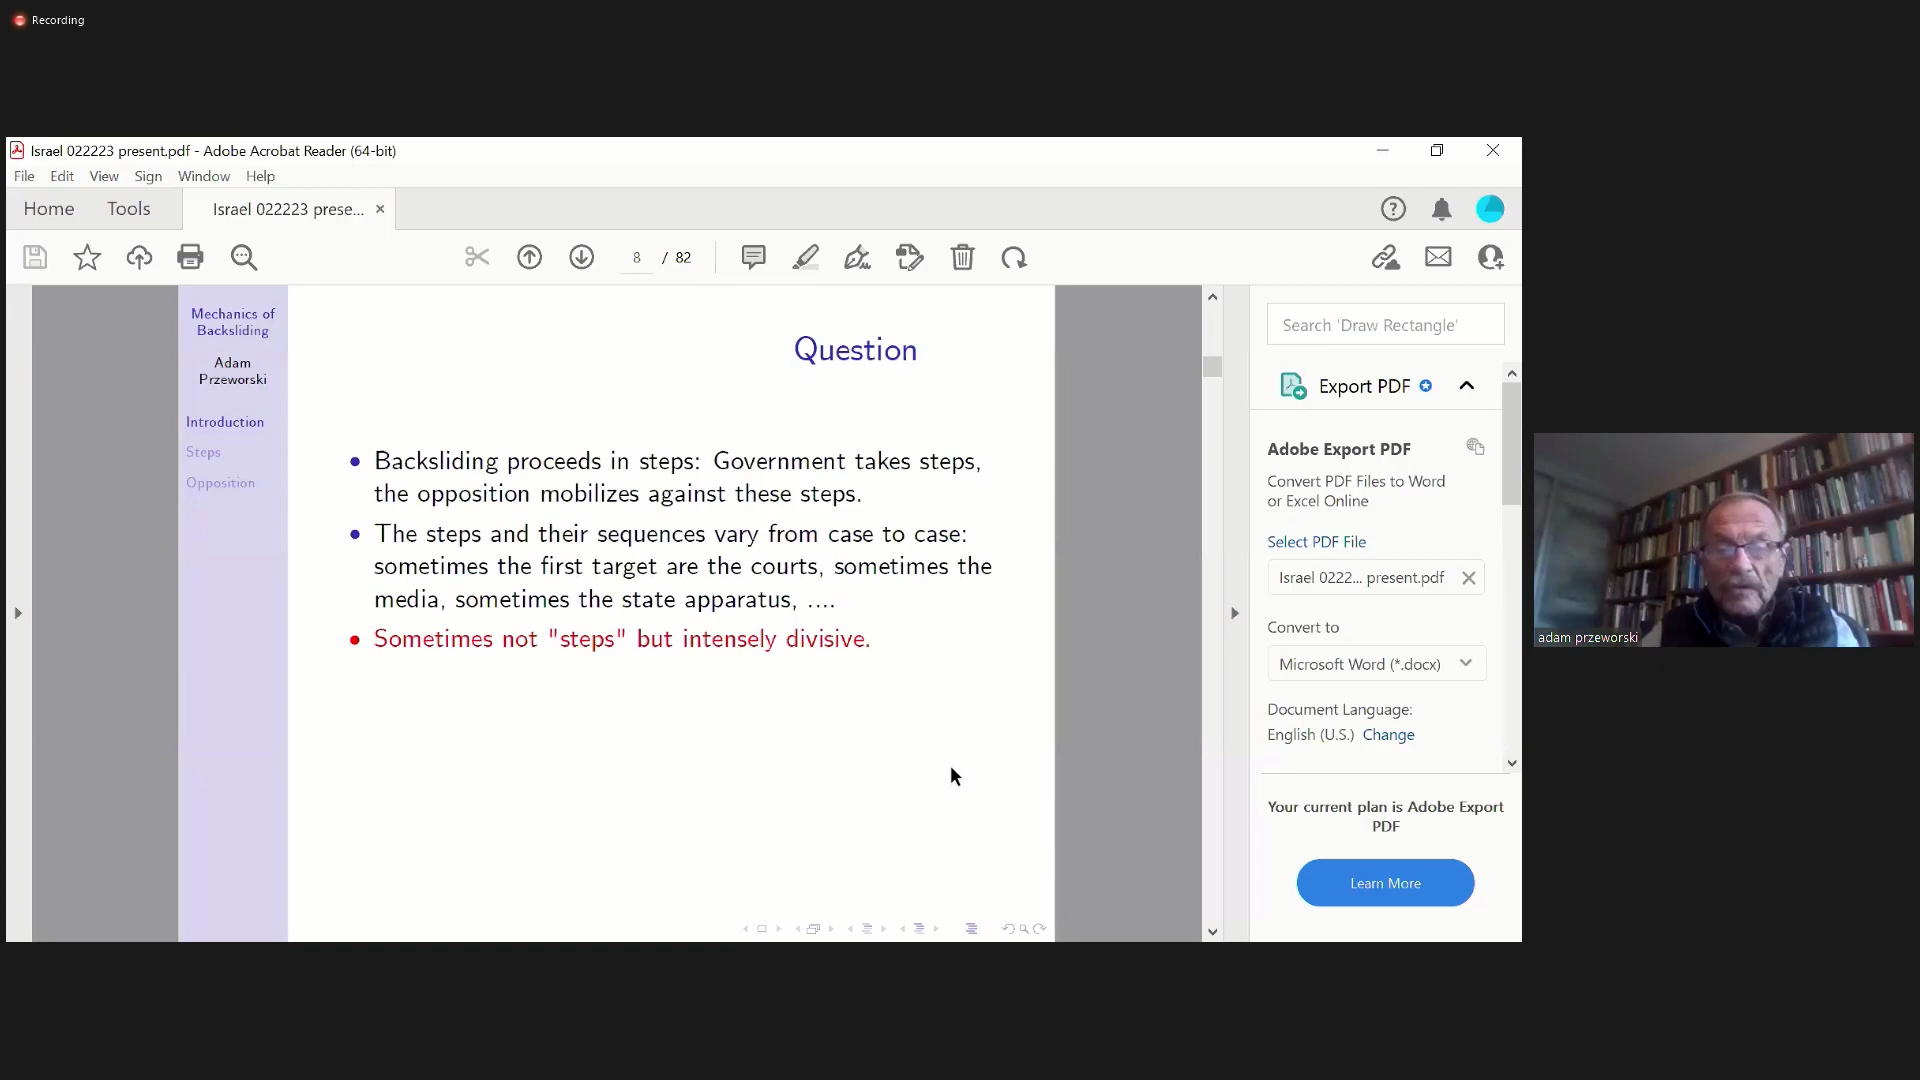 Recording
Israel 022223 present.pdf - Adobe Acrobat Reader (64-bit)
File Edit View Sign Window Help
Home Tools Israel 022223 prese... ×
8 / 82
Mechanics of
Backsliding
Adam
Przeworski
Introduction
Steps
Opposition
Question
• Backsliding proceeds in steps: Government takes steps,
the opposition mobilizes against these steps.
• The steps and their sequences vary from case to case:
sometimes the first target are the courts, sometimes the
media, sometimes the state apparatus, ....
• Sometimes not "steps" but intensely divisive.
Search 'Draw Rectangle'
Export PDF
Adobe Export PDF
Convert PDF Files to Word
or Excel Online
Select PDF File
Israel 0222... present.pdf
Convert to
Microsoft Word (*.docx)
Document Language:
English (U.S.) Change
Your current plan is Adobe Export
PDF
Learn More
adam przeworski